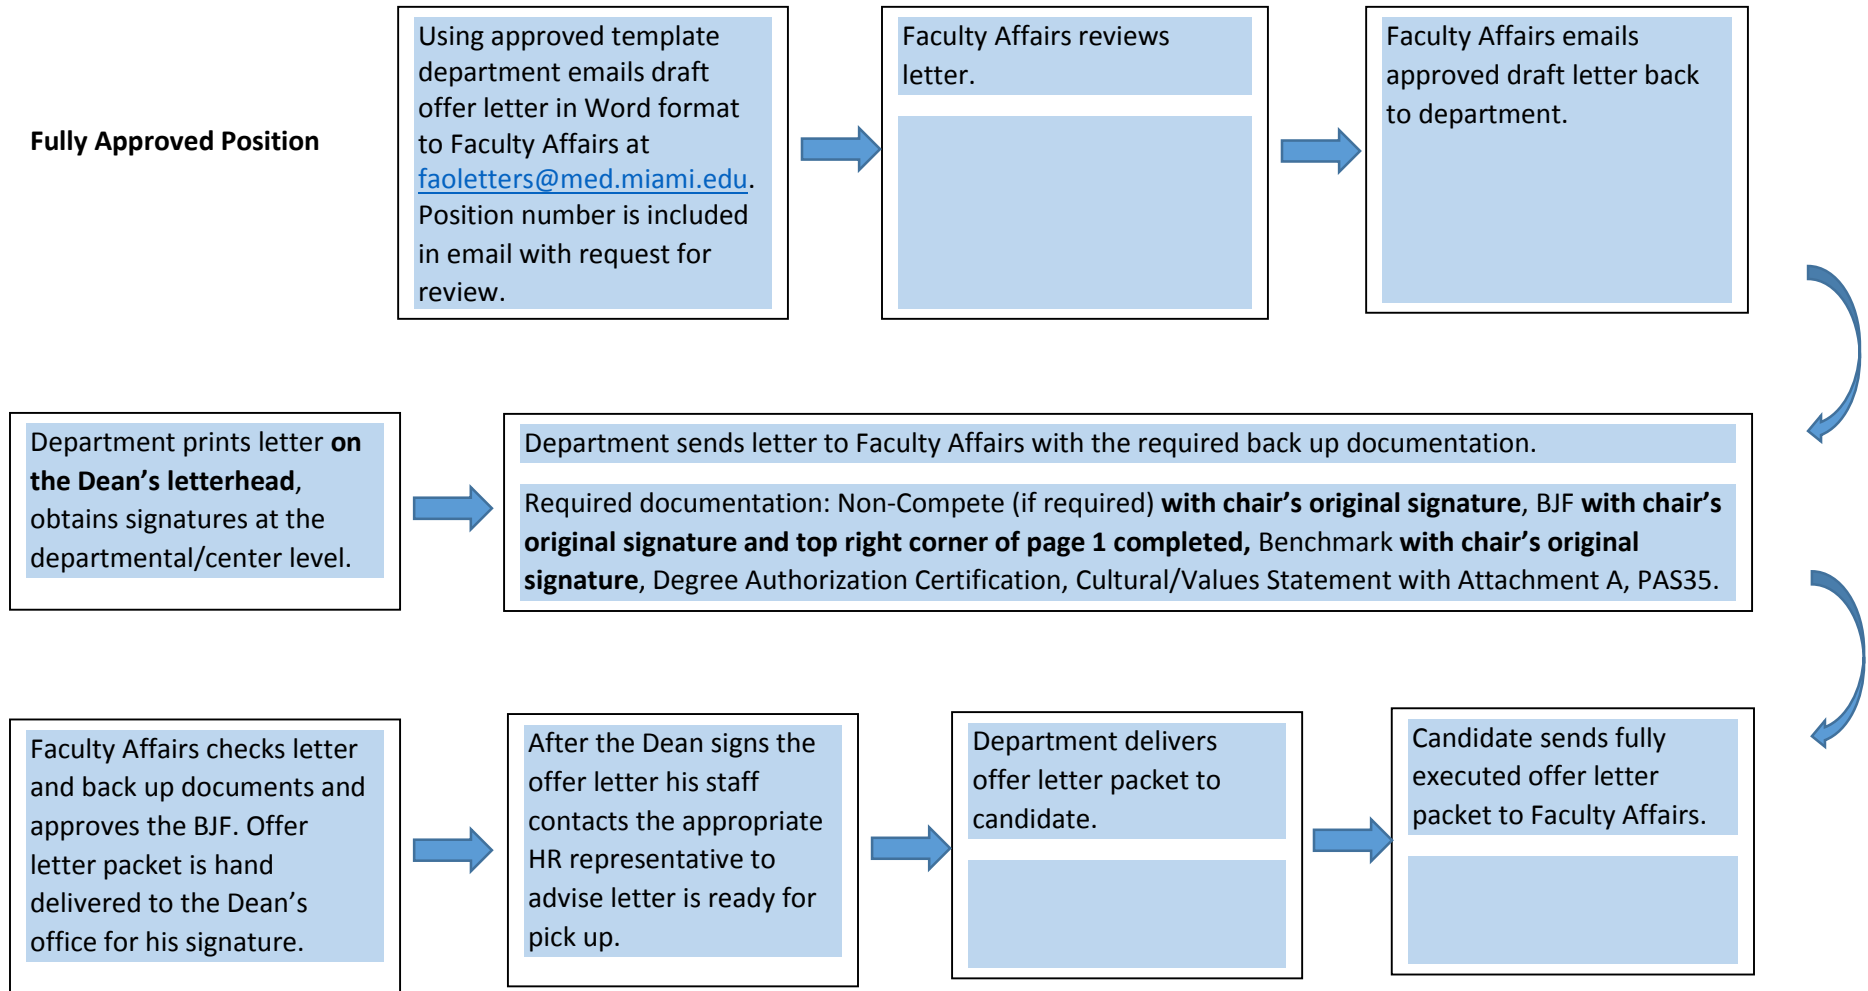 Fully Approved Position
Using approved template
department emails draft
offer letter in Word format
to Faculty Affairs at
faoletters@med.miami.edu.
Position number is included
in email with request for
review.
Faculty Affairs reviews
letter.
Faculty Affairs emails
approved draft letter back
to department.
Department prints letter on
the Dean’s letterhead,
obtains signatures at the
departmental/center level.
Department sends letter to Faculty Affairs with the required back up documentation.
Required documentation: Non-Compete (if required) with chair’s original signature, BJF with chair’s
original signature and top right corner of page 1 completed, Benchmark with chair’s original
signature, Degree Authorization Certification, Cultural/Values Statement with Attachment A, PAS35.
Faculty Affairs checks letter
and back up documents and
approves the BJF. Offer
letter packet is hand
delivered to the Dean’s
office for his signature.
After the Dean signs the
offer letter his staff
contacts the appropriate
HR representative to
advise letter is ready for
pick up.
Department delivers
offer letter packet to
candidate.
Candidate sends fully
executed offer letter
packet to Faculty Affairs.